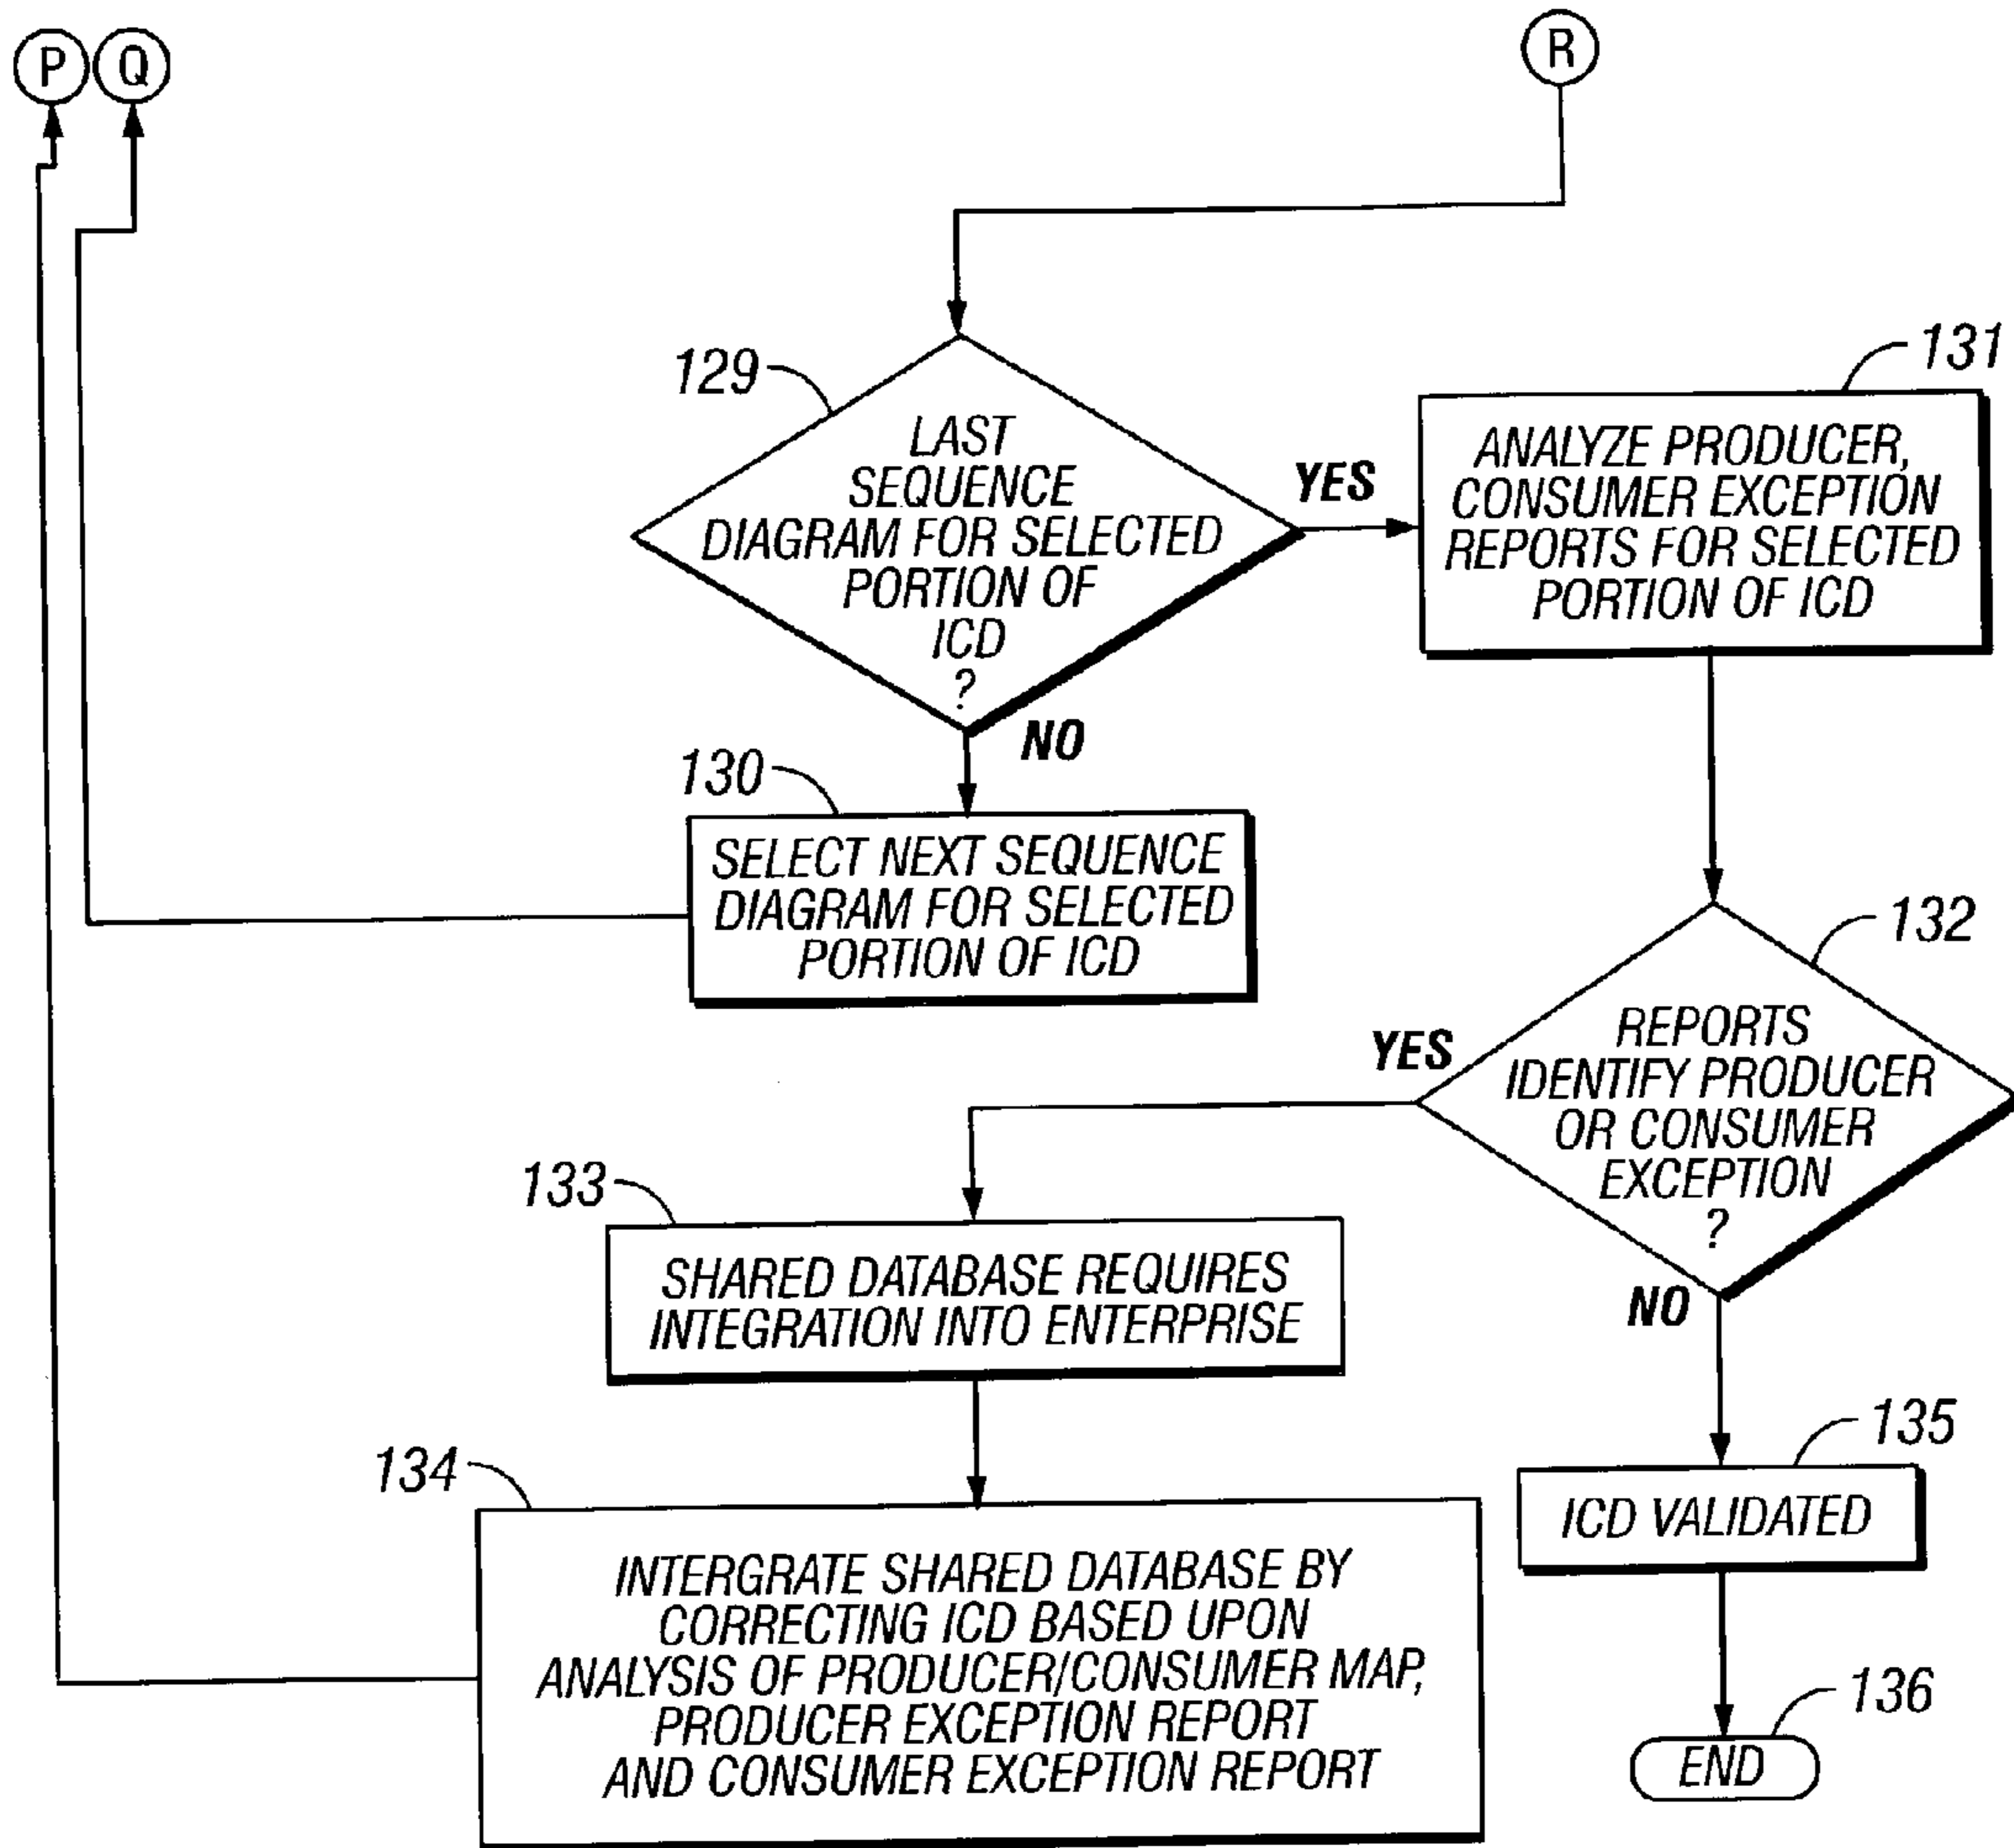 P
Q
R
129
LAST
SEQUENCE
DIAGRAM FOR SELECTED
PORTION OF
ICD
?
YES
NO
131
ANALYZE PRODUCER,
CONSUMER EXCEPTION
REPORTS FOR SELECTED
PORTION OF ICD
130
SELECT NEXT SEQUENCE
DIAGRAM FOR SELECTED
PORTION OF ICD
132
REPORTS
IDENTIFY PRODUCER
OR CONSUMER
EXCEPTION
?
YES
NO
133
SHARED DATABASE REQUIRES
INTEGRATION INTO ENTERPRISE
134
INTERGRATE SHARED DATABASE BY
CORRECTING ICD BASED UPON
ANALYSIS OF PRODUCER/CONSUMER MAP,
PRODUCER EXCEPTION REPORT
AND CONSUMER EXCEPTION REPORT
135
ICD VALIDATED
136
END